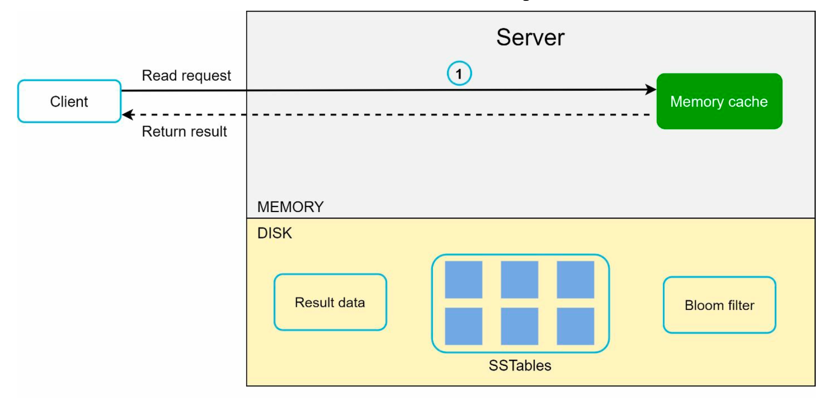 Server
Read request
1
Client
Memory cache
Return result
MEMORY
DISK
Result data
Bloom filter
SSTables